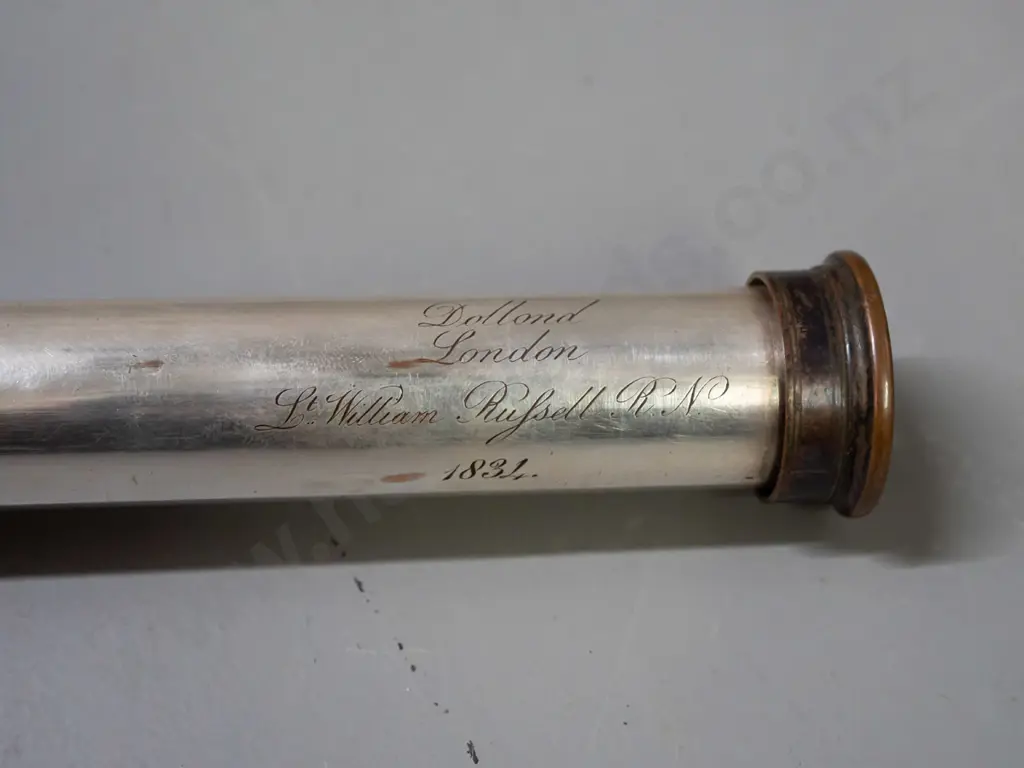 Dollond
London
Lt. William Ruſsell R.N
1834.